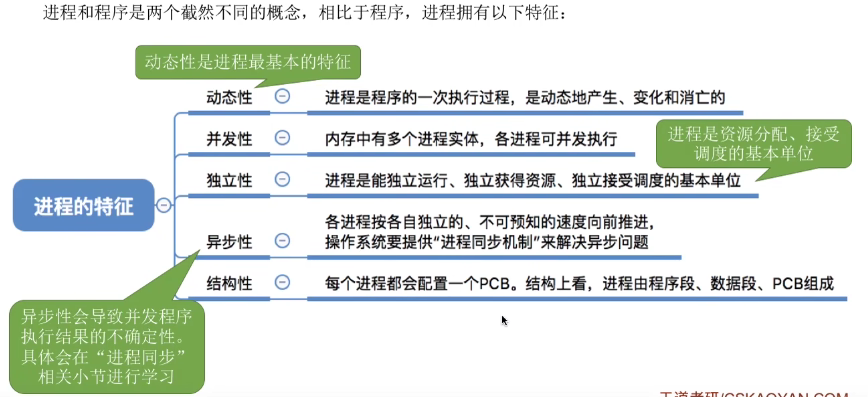 进程和程序是两个截然不同的概念，相比于程序，进程拥有以下特征：
动态性是进程最基本的特征
动态性
进程是程序的一次执行过程，是动态地产生、变化和消亡的
并发性
内存中有多个进程实体，各进程可并发执行
进程是资源分配、接受
调度的基本单位
独立性
进程是能独立运行、独立获得资源、独立接受调度的基本单位
进程的特征
各进程按各自独立的、不可预知的速度向前推进，
异步性
操作系统要提供“进程同步机制”来解决异步问题
结构性
每个进程都会配置一个PCB。结构上看，进程由程序段、数据段、PCB组成
异步性会导致并发程序
执行结果的不确定性。
具体会在“进程同步”
相关小节进行学习
王道考研/CSKAOYAN.COM